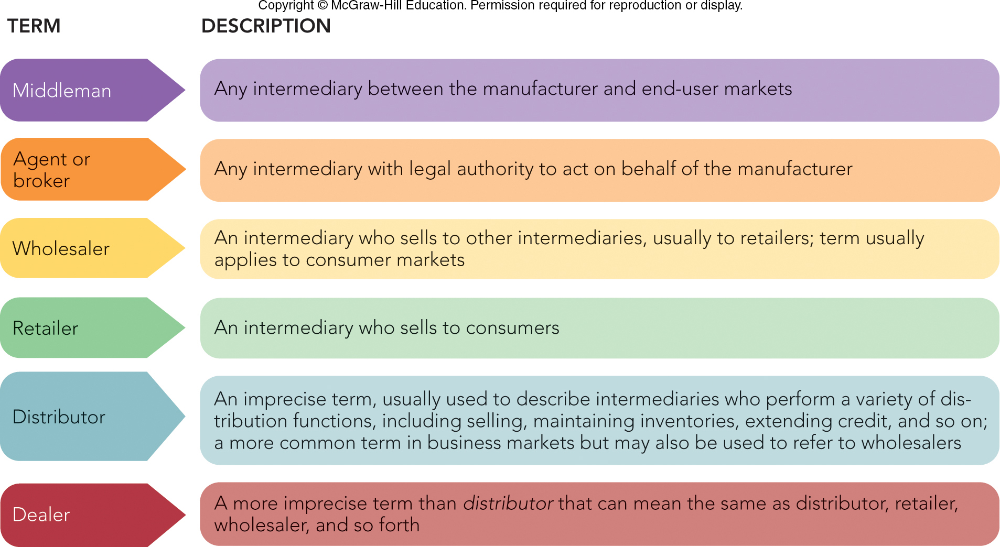 Copyright © McGraw-Hill Education. Permission required for reproduction or display.
TERM
DESCRIPTION
Middleman
Any intermediary between the manufacturer and end-user markets
Agent or
broker
Any intermediary with legal authority to act on behalf of the manufacturer
Wholesaler
An intermediary who sells to other intermediaries, usually to retailers; term usually
applies to consumer markets
Retailer
An intermediary who sells to consumers
Distributor
An imprecise term, usually used to describe intermediaries who perform a variety of dis-
tribution functions, including selling, maintaining inventories, extending credit, and so on;
a more common term in business markets but may also be used to refer to wholesalers
Dealer
A more imprecise term than distributor that can mean the same as distributor, retailer,
wholesaler, and so forth